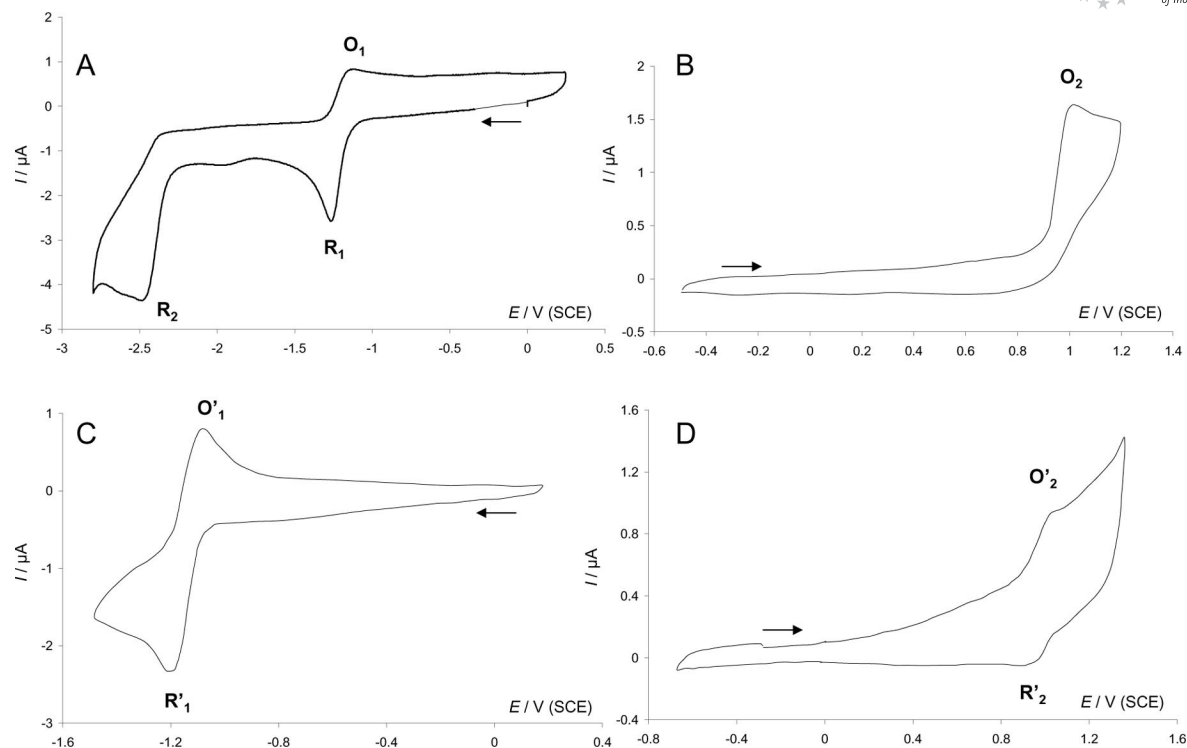 of Ino
A
O1
R1
R2
I / μA
E / V (SCE)
2
1
0
-1
-2
-3
-4
-5
-3
-2.5
-2
-1.5
-1
-0.5
0
0.5
B
O2
I / μA
E / V (SCE)
2
1.5
1
0.5
0
-0.5
-0.6
-0.4
-0.2
0
0.2
0.4
0.6
0.8
1
1.2
1.4
C
O'1
R'1
I / μA
E / V (SCE)
1
0
-1
-2
-3
-1.6
-1.2
-0.8
-0.4
0
0.4
D
O'2
R'2
I / μA
E / V (SCE)
1.6
1.2
0.8
0.4
0
-0.4
-0.8
-0.4
0
0.4
0.8
1.2
1.6